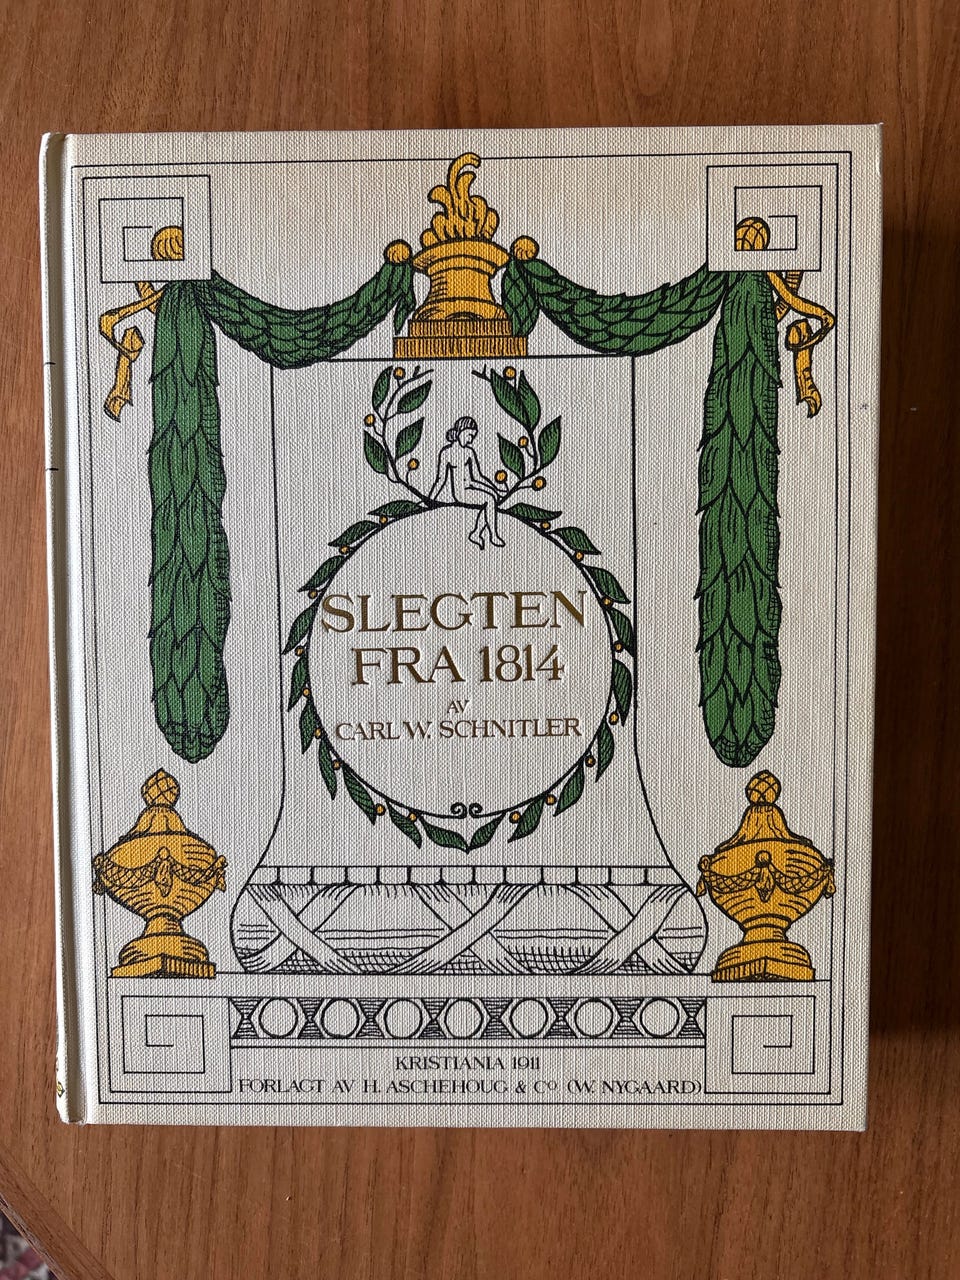 SLEGTEN
FRA 1814
AV
CARL W. SCHNITLER
KRISTIANIA 1911
FORLAGT AV H. ASCHEHOUG & Cº (W. NYGAARD)